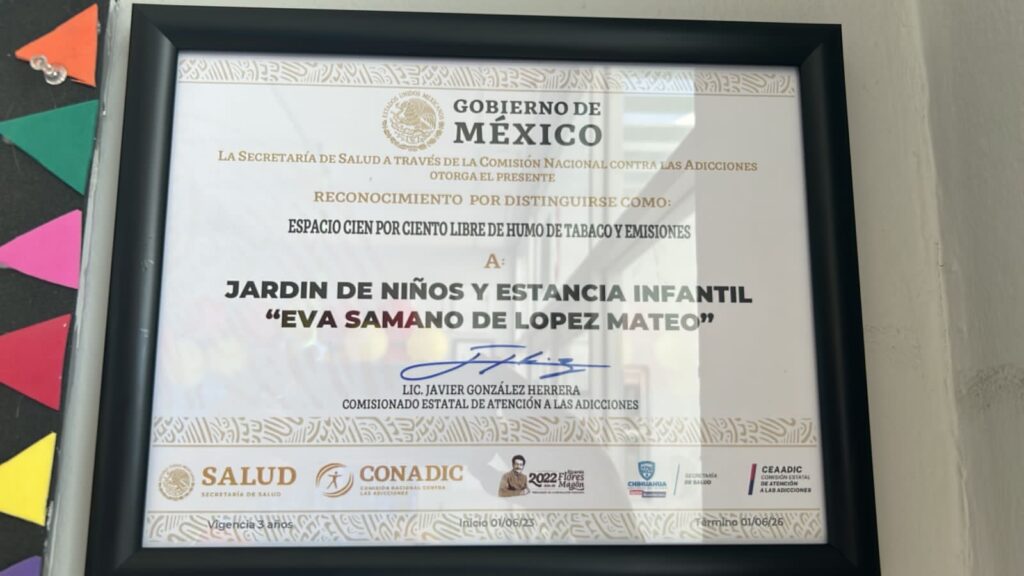 ESTADOS UNIDOS MEXICANOS
GOBIERNO DE
MÉXICO
LA SECRETARÍA DE SALUD A TRAVÉS DE LA COMISIÓN NACIONAL CONTRA LAS ADICCIONES
OTORGA EL PRESENTE
RECONOCIMIENTO POR DISTINGUIRSE COMO:
ESPACIO CIEN POR CIENTO LIBRE DE HUMO DE TABACO Y EMISIONES
A:
JARDIN DE NIÑOS Y ESTANCIA INFANTIL
“EVA SAMANO DE LOPEZ MATEO”
LIC. JAVIER GONZÁLEZ HERRERA
COMISIONADO ESTATAL DE ATENCIÓN A LAS ADICCIONES
SALUD
SECRETARÍA DE SALUD
CONADIC
COMISIÓN NACIONAL CONTRA
LAS ADICCIONES
2022 Ricardo
Flores
Magón
CHIHUAHUA
SECRETARÍA
DE SALUD
CEAADIC
COMISIÓN ESTATAL
DE ATENCIÓN
A LAS ADICCIONES
Vigencia 3 años
Inicio 01/06/23
Término 01/06/26